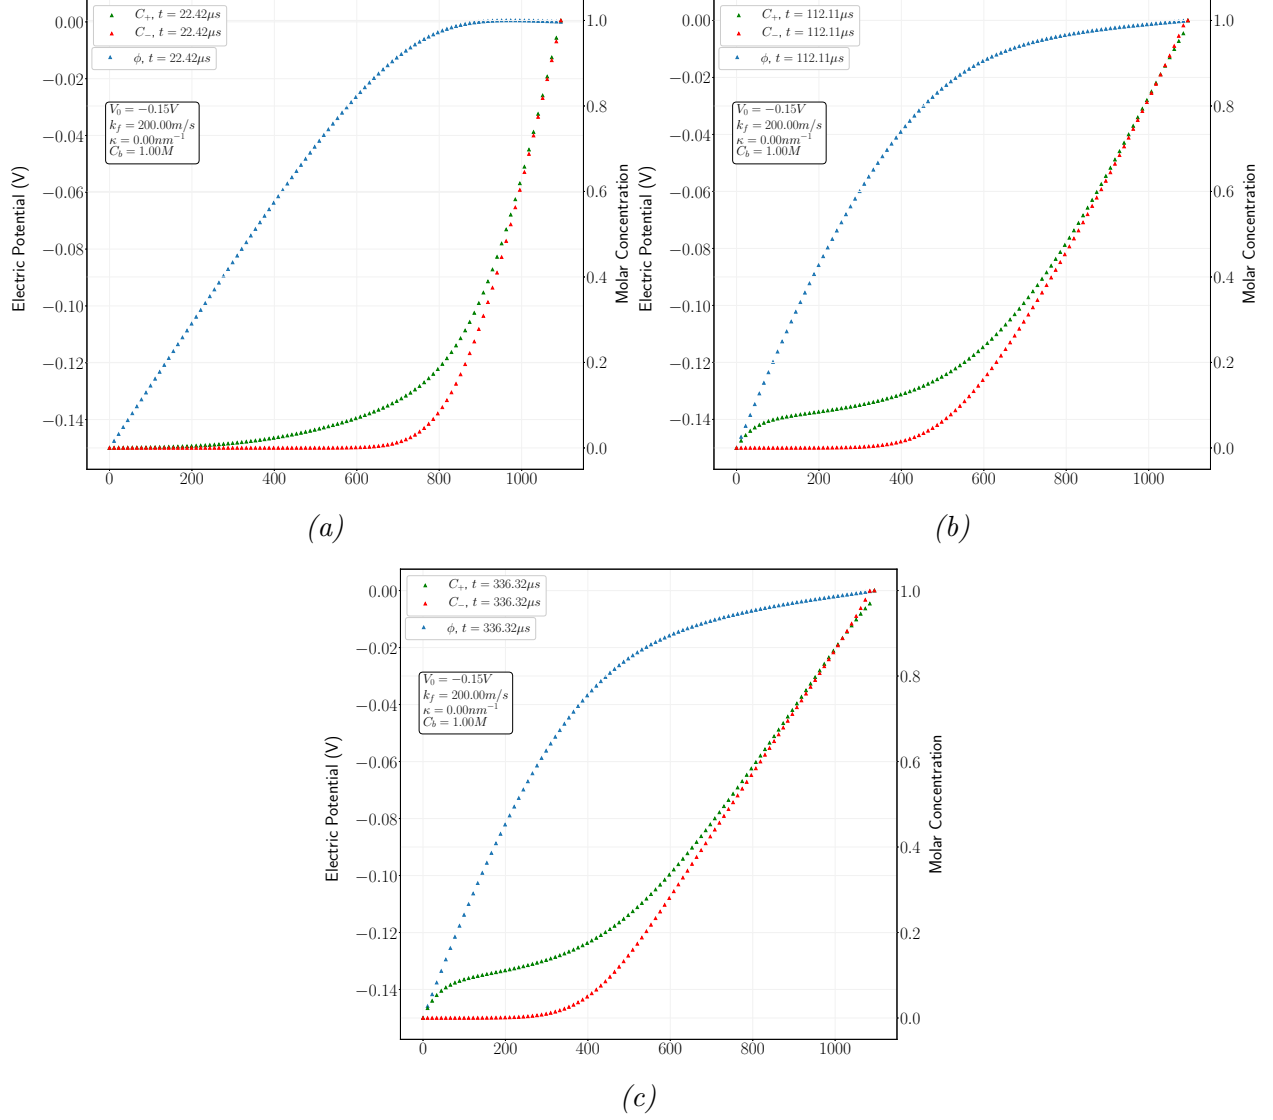 C₊, t = 22.42μs
C₋, t = 22.42μs
ϕ, t = 22.42μs
V₀ = −0.15V
k_f = 200.00m/s
κ = 0.00nm⁻¹
C_b = 1.00M
Electric Potential (V)
0.00
−0.02
−0.04
−0.06
−0.08
−0.10
−0.12
−0.14
0 200 400 600 800 1000
1.0
0.8
0.6
0.4
0.2
0.0
Molar Concentration
(a)
C₊, t = 112.11μs
C₋, t = 112.11μs
ϕ, t = 112.11μs
V₀ = −0.15V
k_f = 200.00m/s
κ = 0.00nm⁻¹
C_b = 1.00M
Electric Potential (V)
0.00
−0.02
−0.04
−0.06
−0.08
−0.10
−0.12
−0.14
0 200 400 600 800 1000
1.0
0.8
0.6
0.4
0.2
0.0
Molar Concentration
(b)
C₊, t = 336.32μs
C₋, t = 336.32μs
ϕ, t = 336.32μs
V₀ = −0.15V
k_f = 200.00m/s
κ = 0.00nm⁻¹
C_b = 1.00M
Electric Potential (V)
0.00
−0.02
−0.04
−0.06
−0.08
−0.10
−0.12
−0.14
0 200 400 600 800 1000
1.0
0.8
0.6
0.4
0.2
0.0
Molar Concentration
(c)